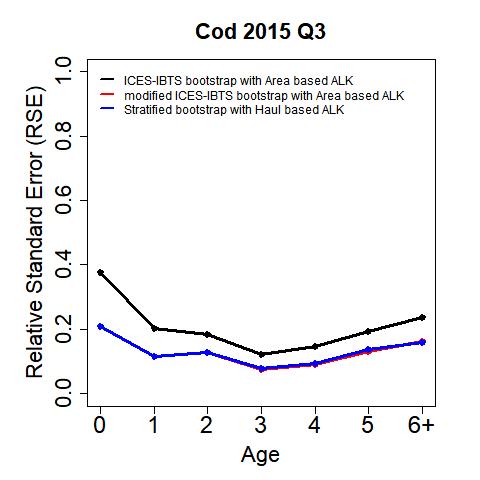 Cod 2015 Q3
ICES-IBTS bootstrap with Area based ALK
modified ICES-IBTS bootstrap with Area based ALK
Stratified bootstrap with Haul based ALK
Relative Standard Error (RSE)
1.0
0.8
0.6
0.4
0.2
0.0
0 1 2 3 4 5 6+
Age